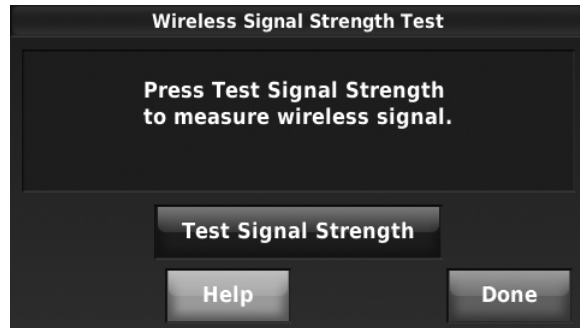 Wireless Signal Strength Test
Press Test Signal Strength
to measure wireless signal.
Test Signal Strength
Help
Done